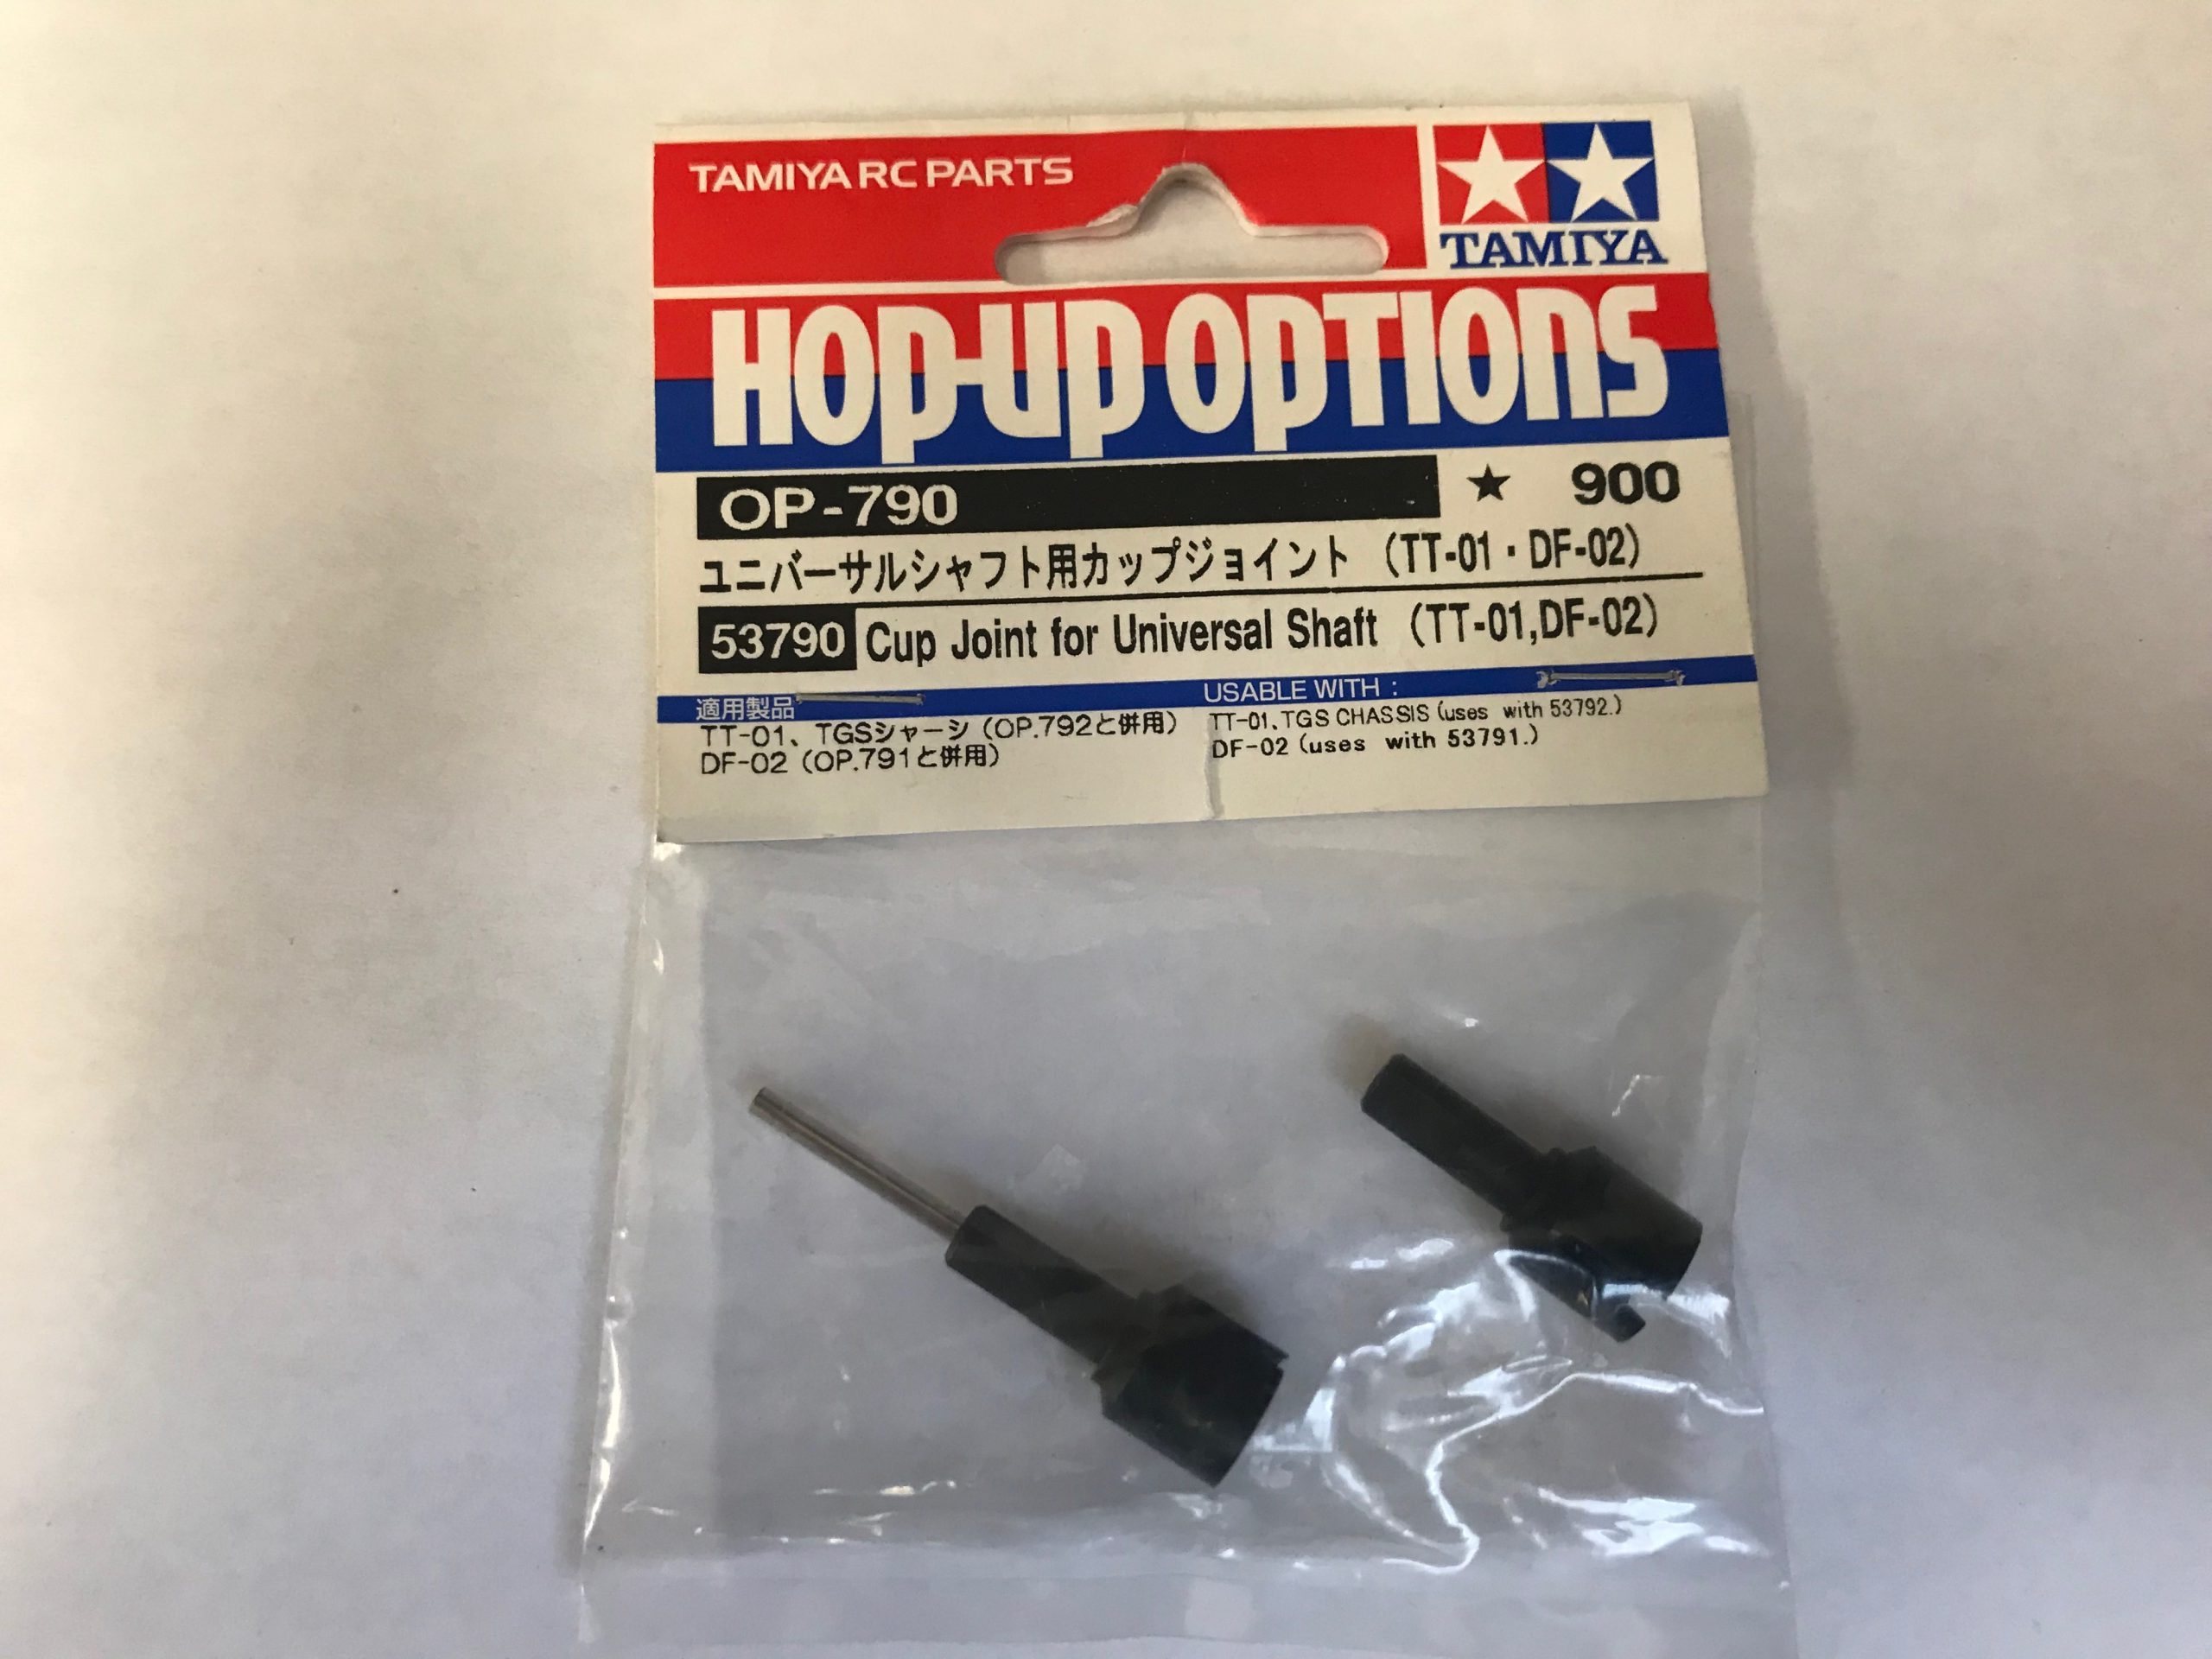 TAMIYA RC PARTS
TAMIYA
HOP-UP OPTIONS
OP-790 ★ 900
ユニバーサルシャフト用カップジョイント (TT-01・DF-02)
53790 Cup Joint for Universal Shaft (TT-01,DF-02)
適用製品
TT-01、TGSシャーシ (OP.792と併用)
DF-02 (OP.791と併用)
USABLE WITH :
TT-01、TGS CHASSIS (uses with 53792.)
DF-02 (uses with 53791.)